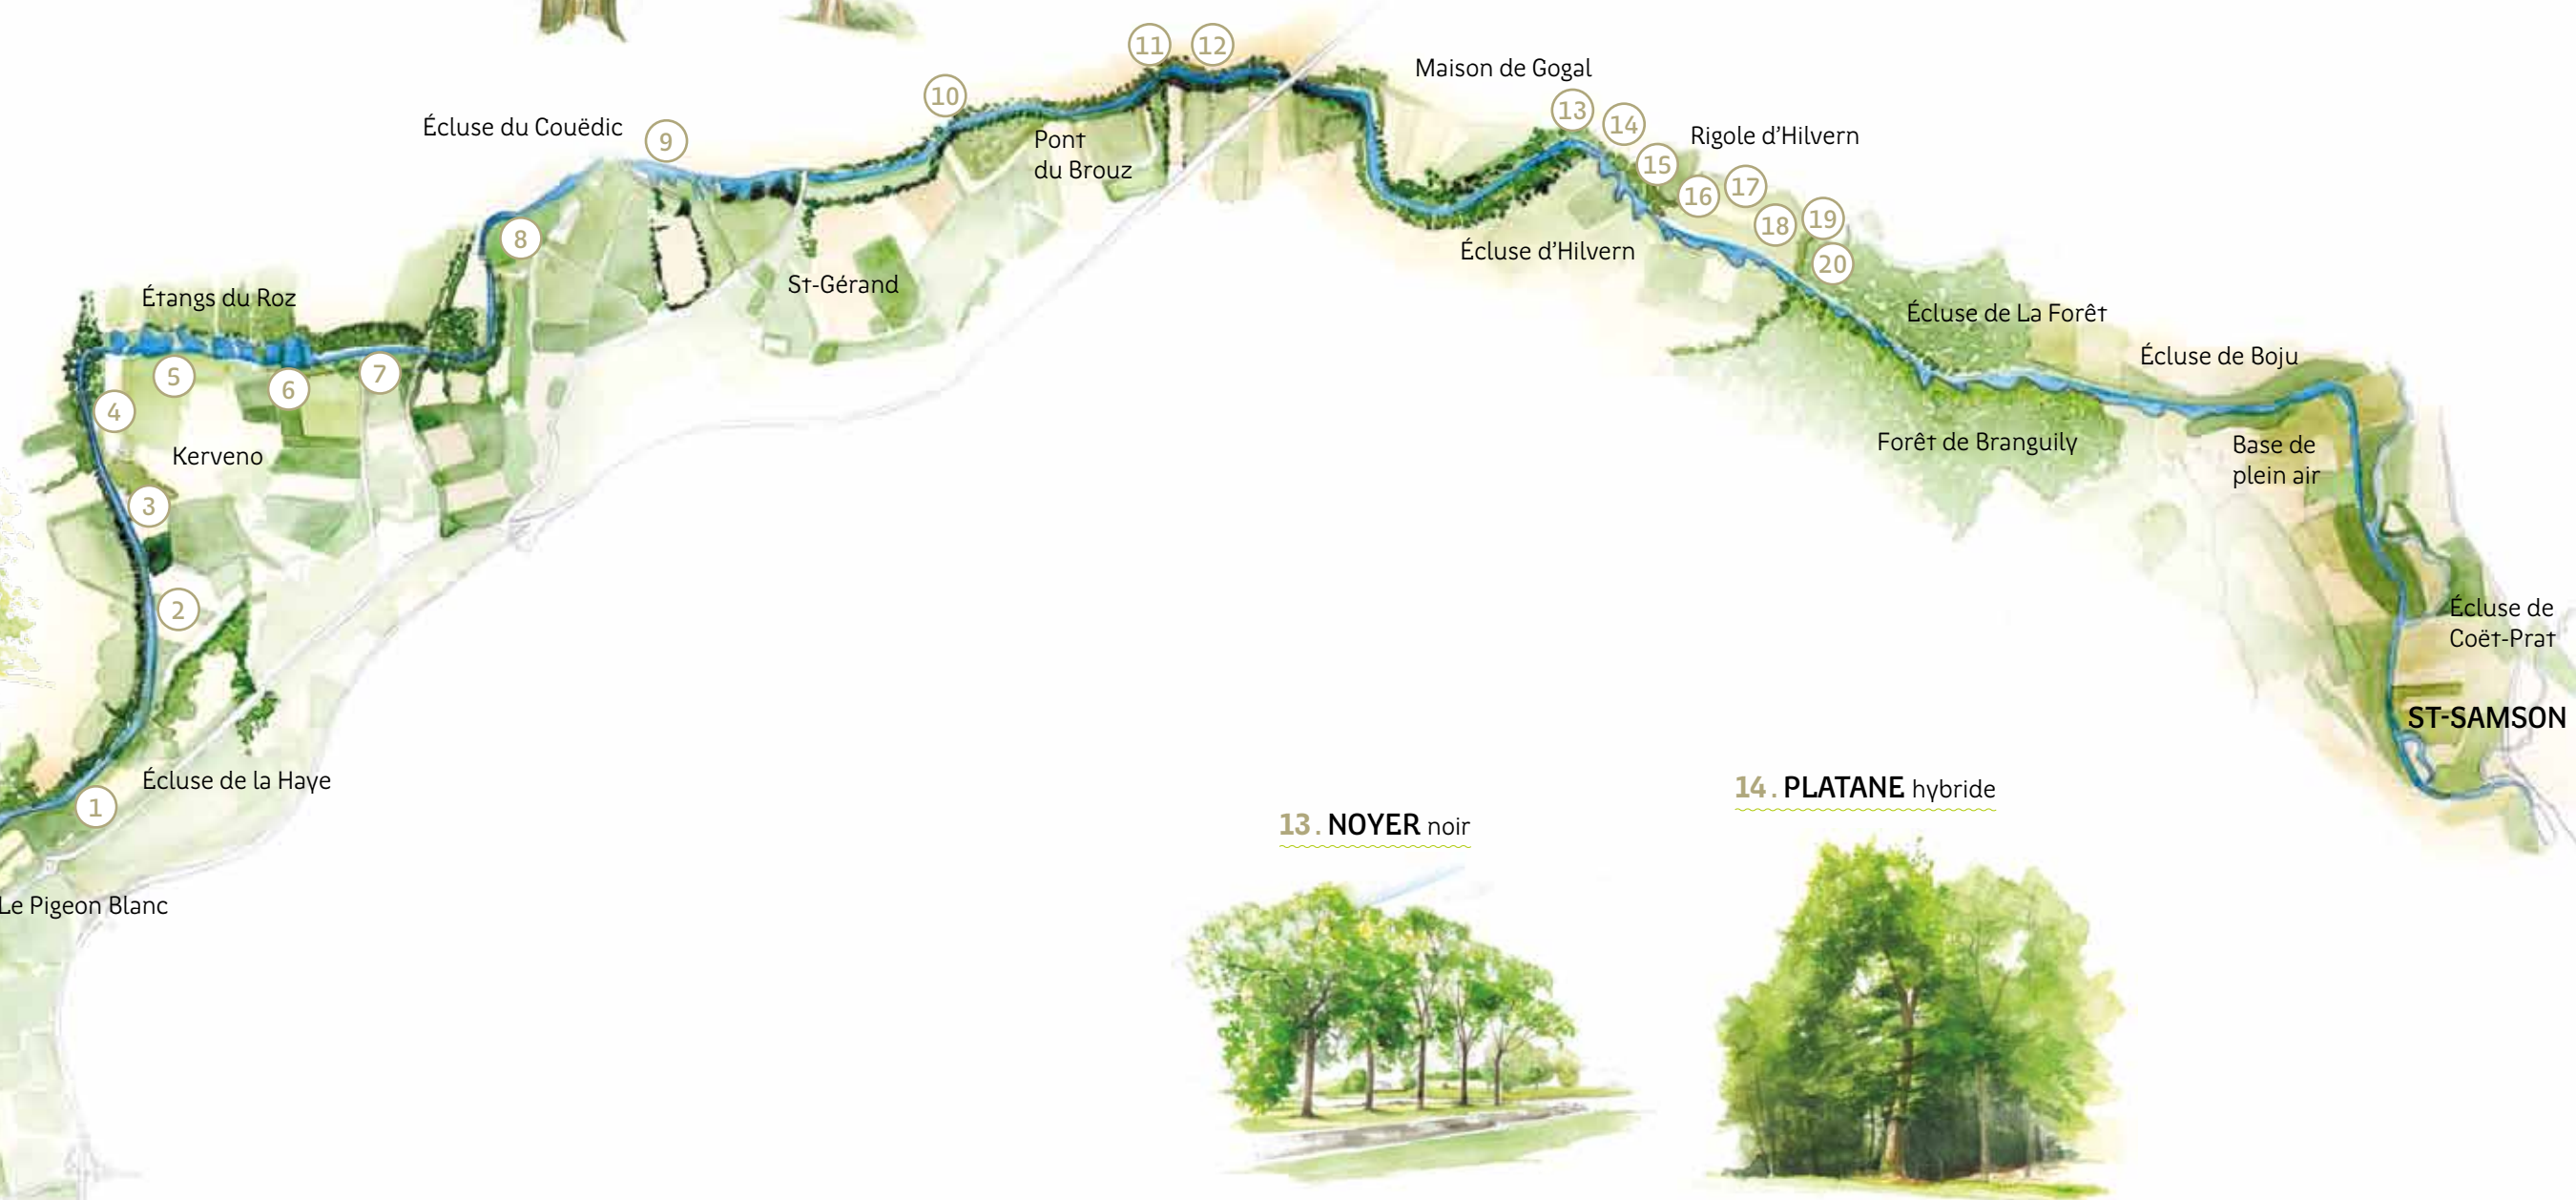 11
12
Maison de Gogal
10
13
14
Écluse du Couëdic
9
Pont
du Brouz
Rigole d'Hilvern
15
16
17
18
19
20
8
Écluse d'Hilvern
St-Gérand
Étangs du Roz
Écluse de La Forêt
5
6
7
Écluse de Boju
4
Kerveno
Forêt de Branguily
Base de
plein air
3
2
Écluse de
Coët-Prat
ST-SAMSON
Écluse de la Haye
1
Le Pigeon Blanc
13. NOYER noir
14. PLATANE hybride